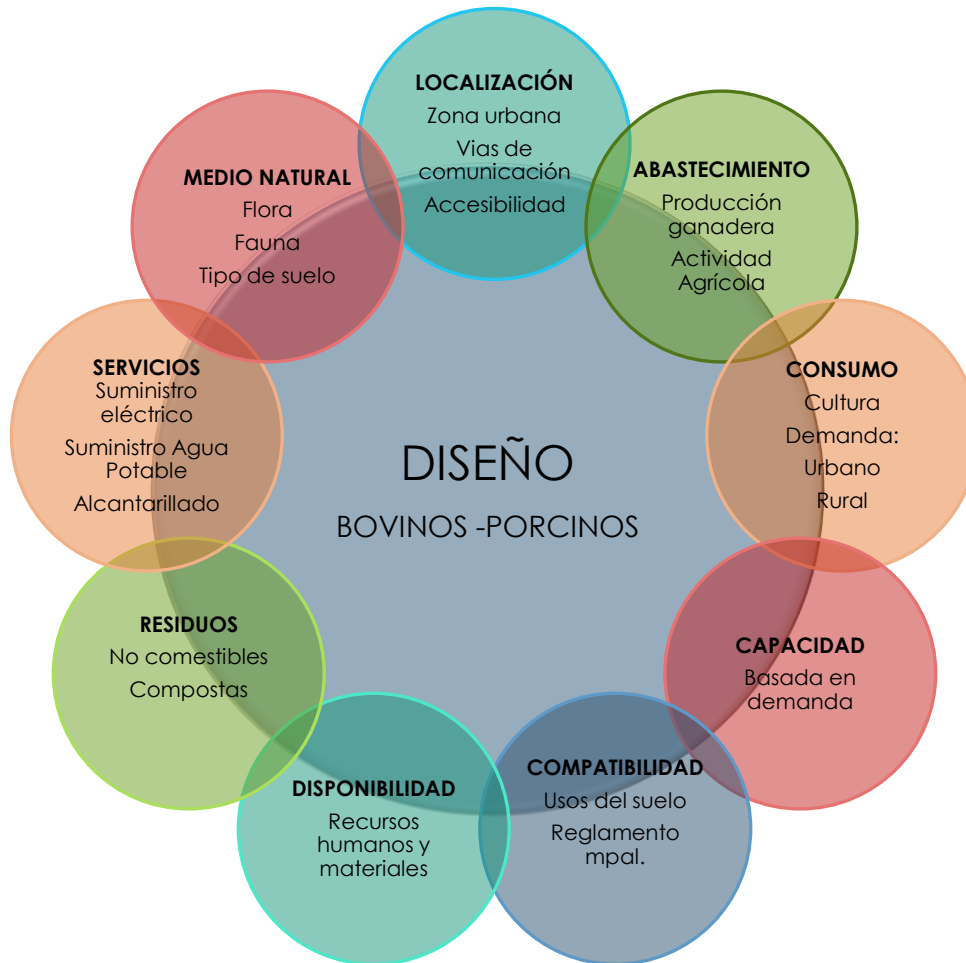 LOCALIZACIÓN
Zona urbana
Vias de
comunicación
Accesibilidad
ABASTECIMIENTO
Producción
ganadera
Actividad
Agrícola
CONSUMO
Cultura
Demanda:
Urbano
Rural
CAPACIDAD
Basada en
demanda
COMPATIBILIDAD
Usos del suelo
Reglamento
mpal.
DISPONIBILIDAD
Recursos
humanos y
materiales
RESIDUOS
No comestibles
Compostas
SERVICIOS
Suministro
eléctrico
Suministro Agua
Potable
Alcantarillado
MEDIO NATURAL
Flora
Fauna
Tipo de suelo
DISEÑO
BOVINOS -PORCINOS